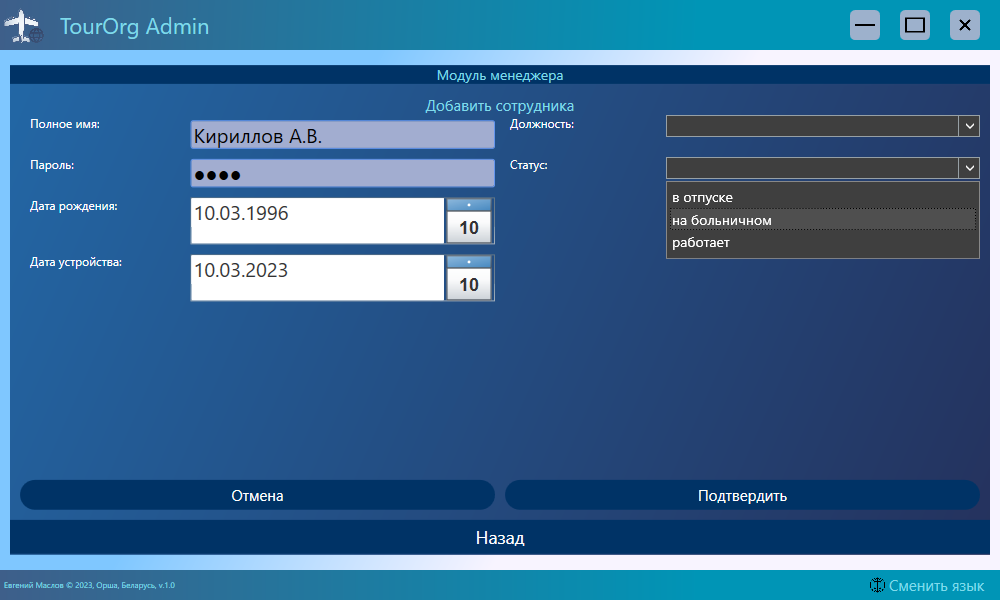 TourOrg Admin
Модуль менеджера
Добавить сотрудника
Полное имя:
Кириллов А.В.
Должность:
Пароль:
●●●●
Статус:
в отпуске
на больничном
работает
Дата рождения:
10.03.1996
10
Дата устройства:
10.03.2023
10
Отмена
Подтвердить
Назад
Евгений Маслов © 2023, Орша, Беларусь, v.1.0
Сменить язык